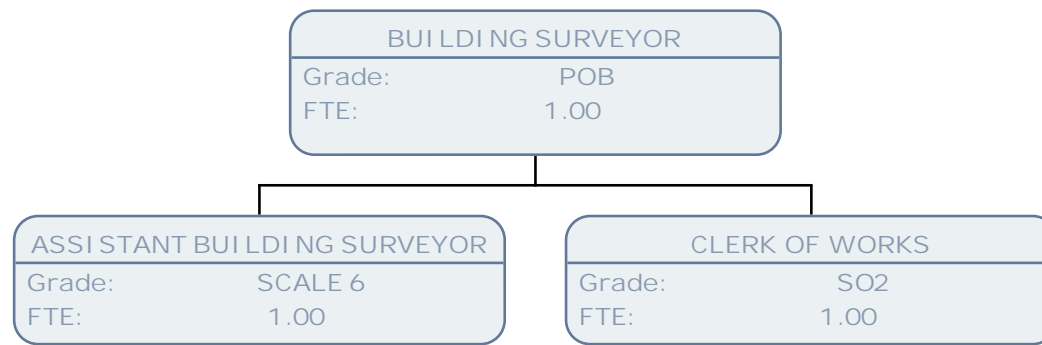 BUILDING SURVEYOR
Grade: POB
FTE: 1.00
ASSISTANT BUILDING SURVEYOR
Grade: SCALE 6
FTE: 1.00
CLERK OF WORKS
Grade: SO2
FTE: 1.00